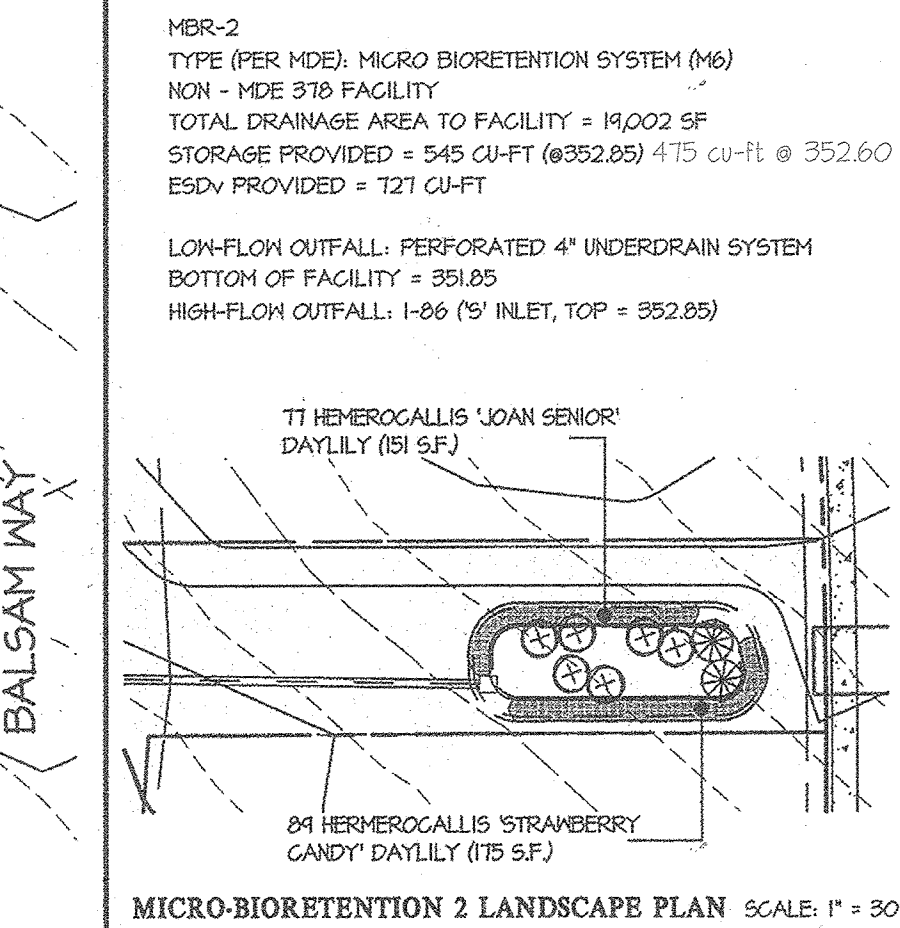 MBR-2
TYPE (PER MDE): MICRO BIORETENTION SYSTEM (M6)
NON - MDE 378 FACILITY
TOTAL DRAINAGE AREA TO FACILITY = 19,002 SF
STORAGE PROVIDED = 545 CU-FT (@352.85) 475 cu-ft @ 352.60
ESDv PROVIDED = 727 CU-FT
LOW-FLOW OUTFALL: PERFORATED 4" UNDERDRAIN SYSTEM
BOTTOM OF FACILITY = 351.85
HIGH-FLOW OUTFALL: I-86 ('S' INLET, TOP = 352.85)
77 HEMEROCALLIS 'JOAN SENIOR'
DAYLILY (151 S.F.)
BALSAM WAY
89 HERMEROCALLIS 'STRAWBERRY
CANDY' DAYLILY (175 S.F.)
MICRO-BIORETENTION 2 LANDSCAPE PLAN SCALE: 1" = 30